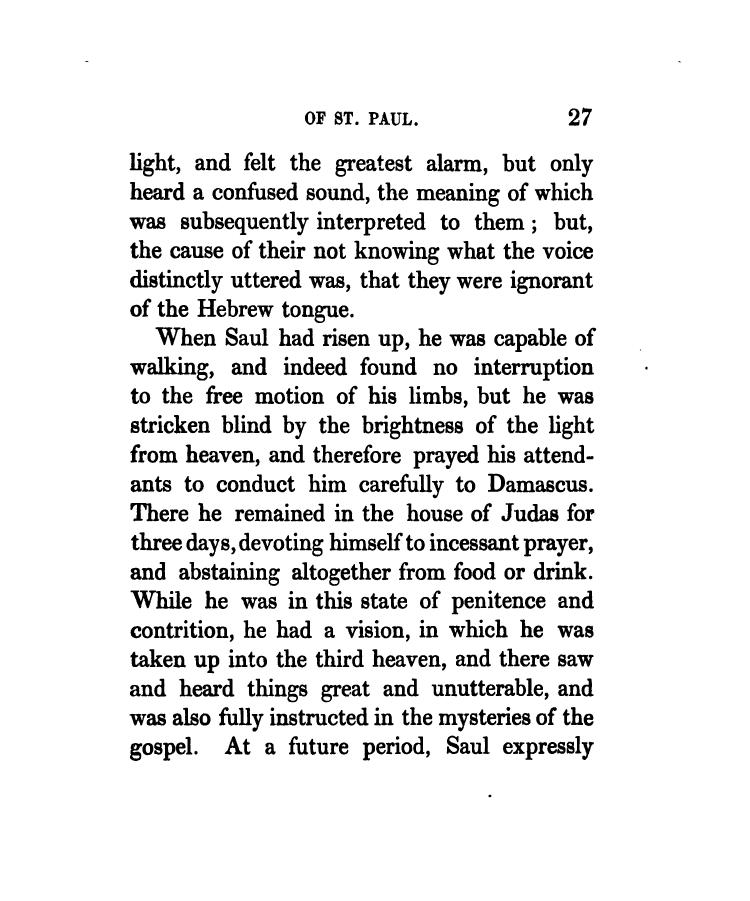 OF ST. PAUL. 27
light, and felt the greatest alarm, but only
heard a confused sound, the meaning of which
was subsequently interpreted to them ; but,
the cause of their not knowing what the voice
distinctly uttered was, that they were ignorant
of the Hebrew tongue.
When Saul had risen up, he was capable of
walking, and indeed found no interruption
to the free motion of his limbs, but he was
stricken blind by the brightness of the light
from heaven, and therefore prayed his attend-
ants to conduct him carefully to Damascus.
There he remained in the house of Judas for
three days, devoting himself to incessant prayer,
and abstaining altogether from food or drink.
While he was in this state of penitence and
contrition, he had a vision, in which he was
taken up into the third heaven, and there saw
and heard things great and unutterable, and
was also fully instructed in the mysteries of the
gospel. At a future period, Saul expressly